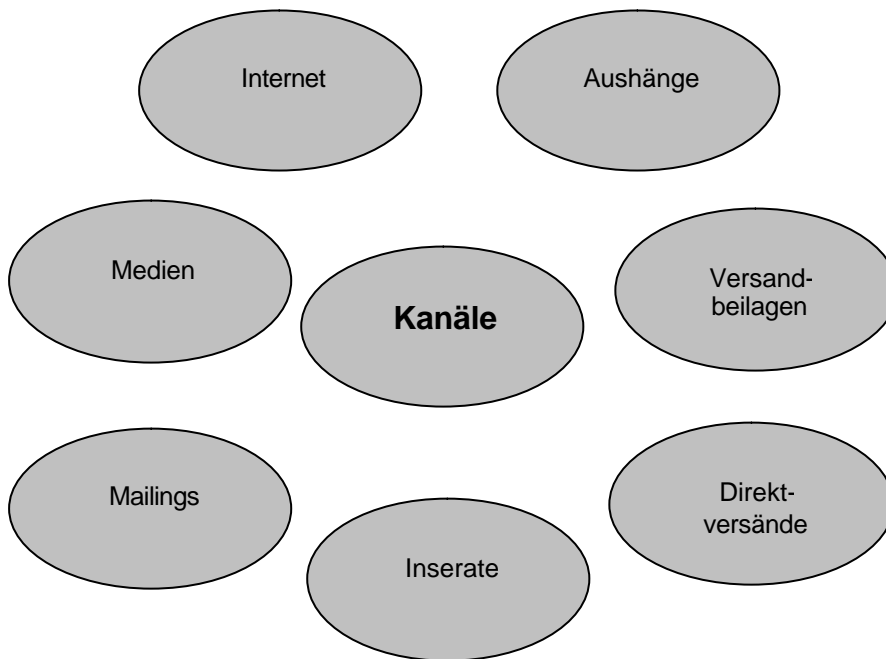 Internet
Aushänge
Medien
Kanäle
Versand-
beilagen
Mailings
Inserate
Direkt-
versände